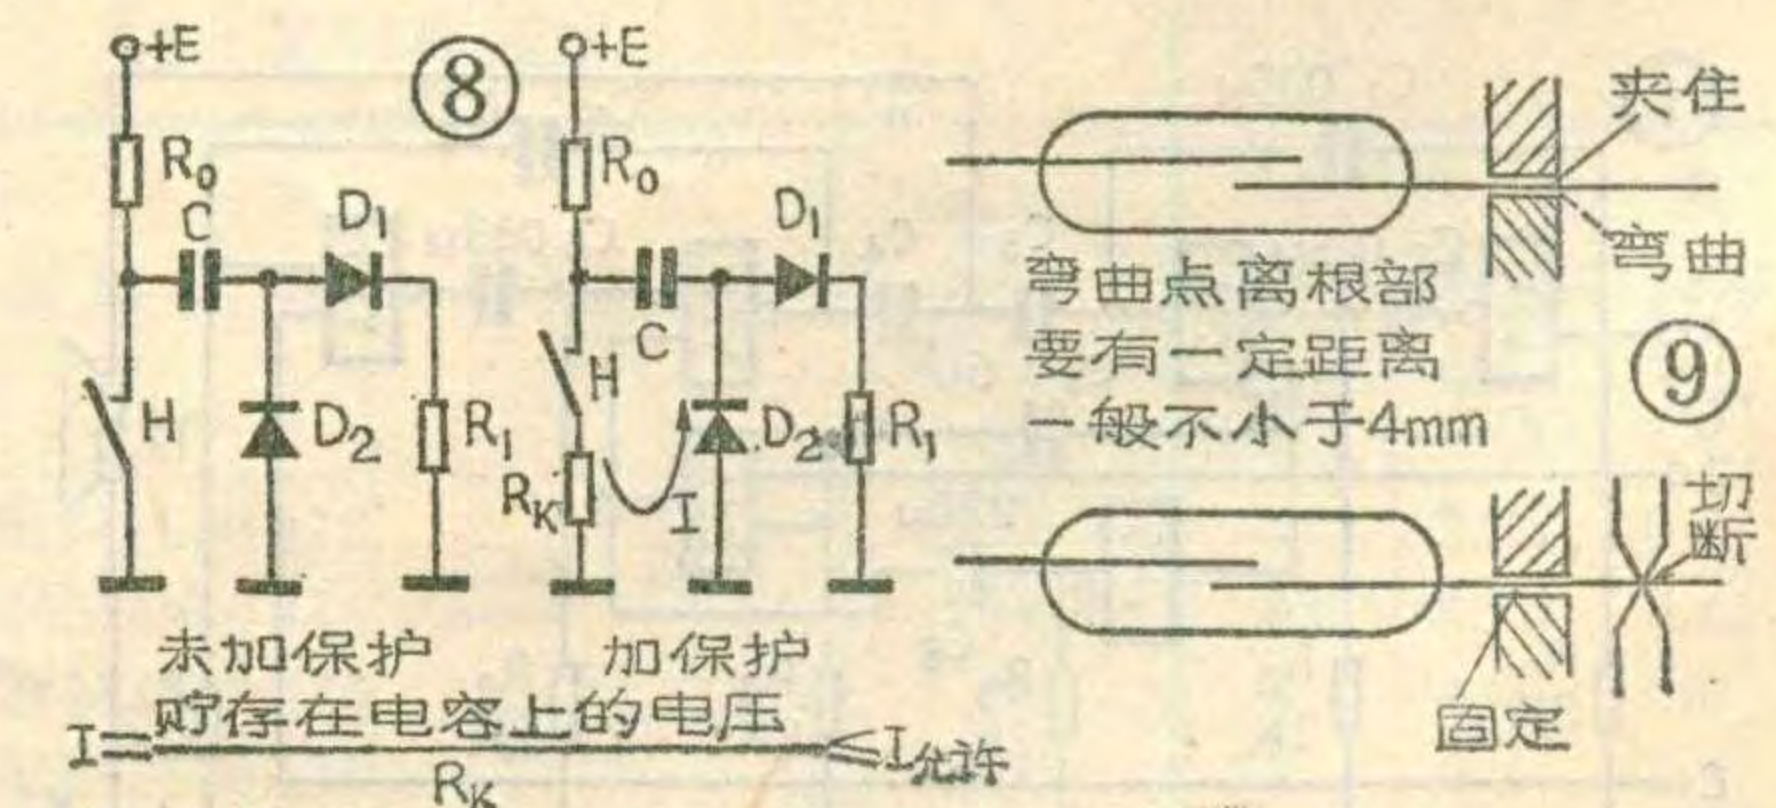 +E
⑧
R₀
C
D₁
H
D₂
R₁
未加保护
+E
R₀
C
D₁
H
R_K
I
D₂
R₁
加保护
贮存在电容上的电压
I=
R_K
≤I允许
夹住
弯曲
弯曲点离根部
要有一定距离
一般不小于4mm
⑨
切
断
固定